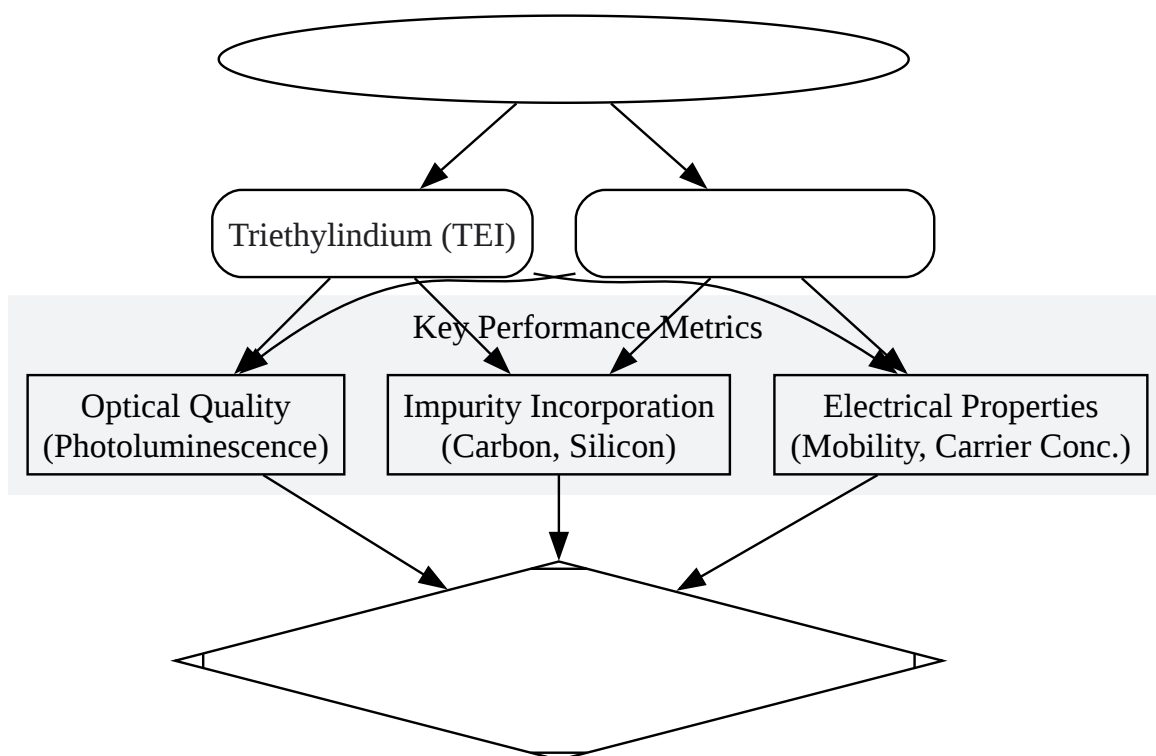 Triethylindium (TEI)
Key Performance Metrics
Optical Quality
(Photoluminescence)
Impurity Incorporation
(Carbon, Silicon)
Electrical Properties
(Mobility, Carrier Conc.)